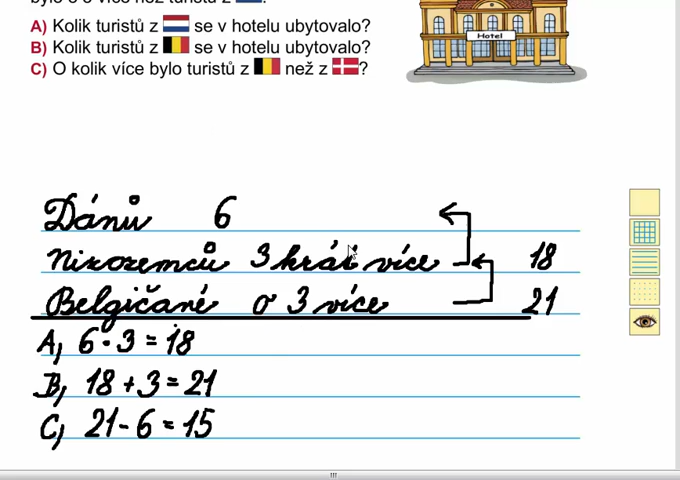 A) Kolik turistů z se v hotelu ubytovalo?
B) Kolik turistů z se v hotelu ubytovalo?
C) O kolik více bylo turistů z než z ?
Hotel
Dánů 6
Nizozemců 3 krát více 18
Belgičané o 3 více 21
A, 6 · 3 = 18
B, 18 + 3 = 21
C, 21 - 6 = 15